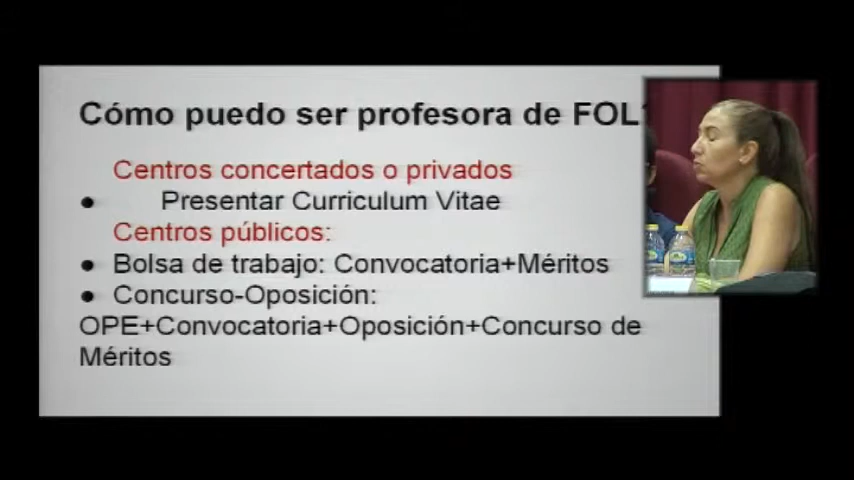 Cómo puedo ser profesora de FOL?
Centros concertados o privados
● Presentar Curriculum Vitae
Centros públicos:
● Bolsa de trabajo: Convocatoria+Méritos
● Concurso-Oposición:
OPE+Convocatoria+Oposición+Concurso de
Méritos